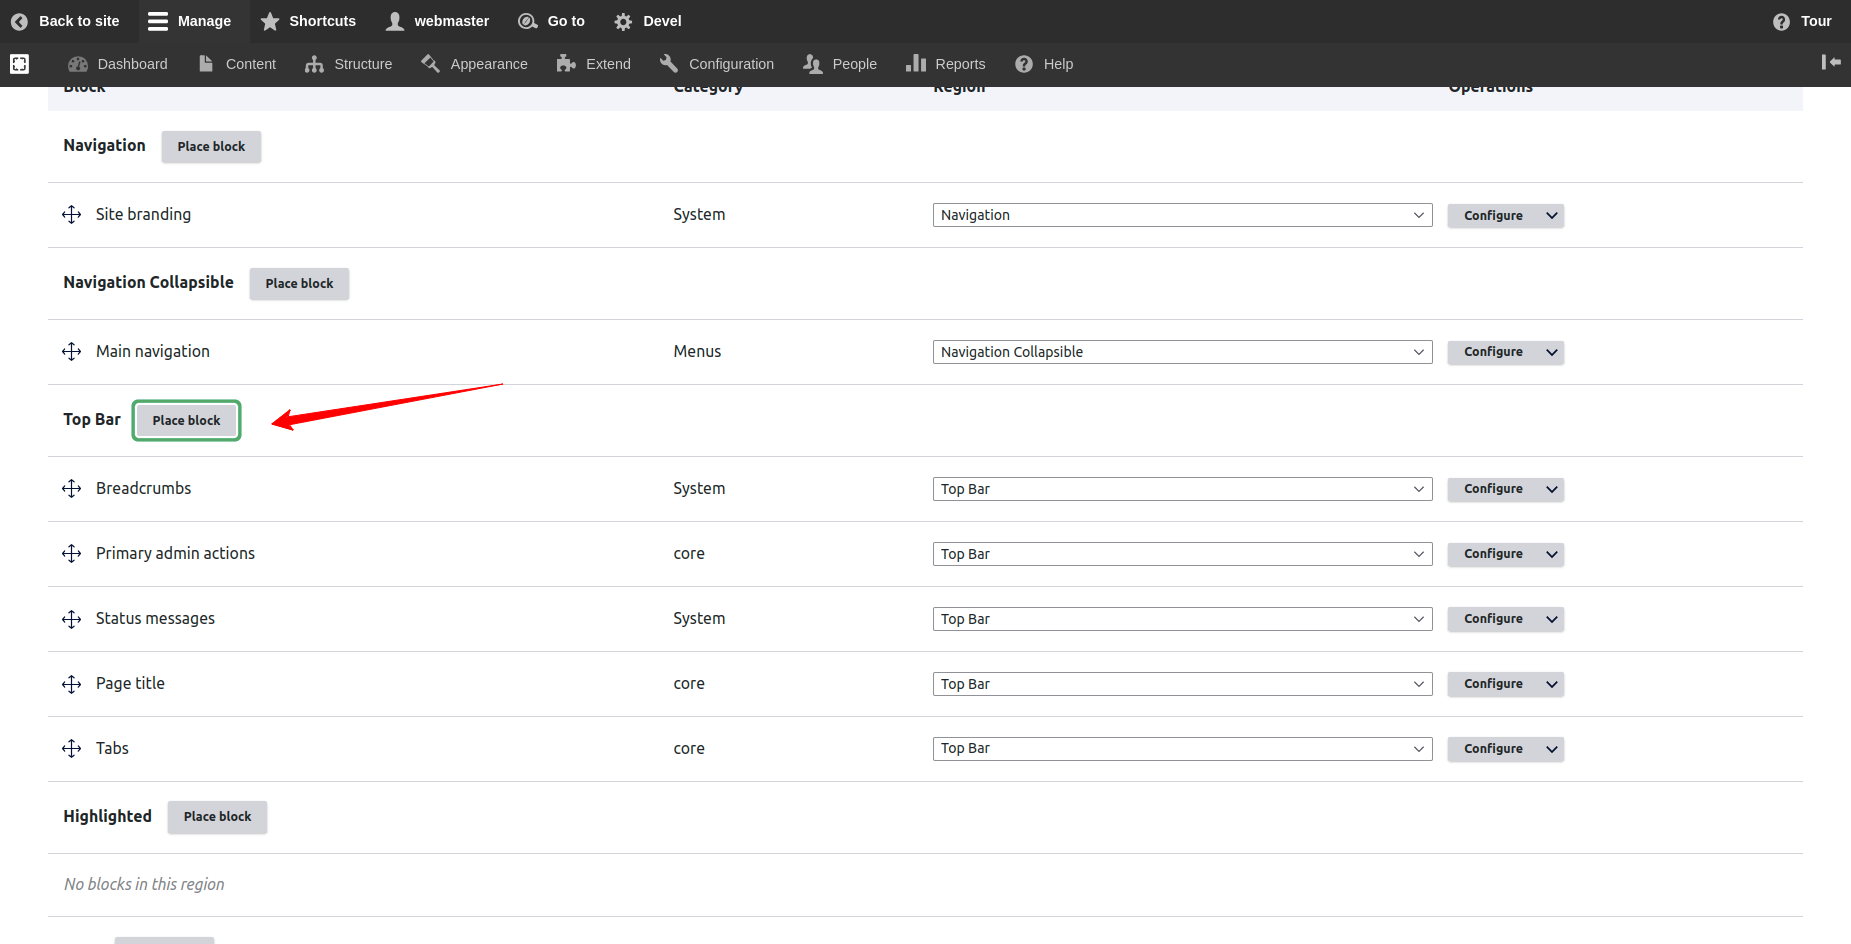 Back to site Manage Shortcuts webmaster Go to Devel Tour
Dashboard Content Structure Appearance Extend Configuration People Reports Help
Block Category Region Operations
Navigation Place block
Site branding System Navigation Configure
Navigation Collapsible Place block
Main navigation Menus Navigation Collapsible Configure
Top Bar Place block
Breadcrumbs System Top Bar Configure
Primary admin actions core Top Bar Configure
Status messages System Top Bar Configure
Page title core Top Bar Configure
Tabs core Top Bar Configure
Highlighted Place block
No blocks in this region